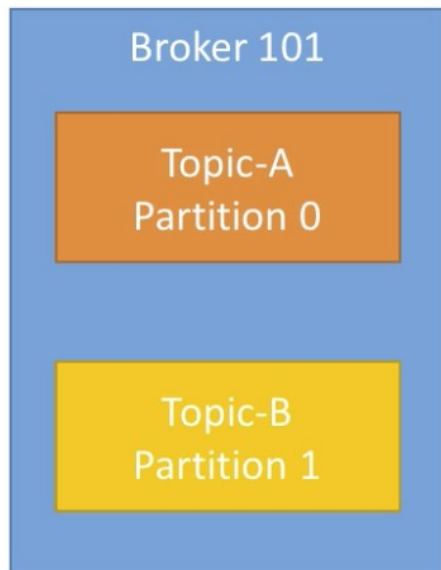 Broker 101
Topic-A
Partition 0
Topic-B
Partition 1